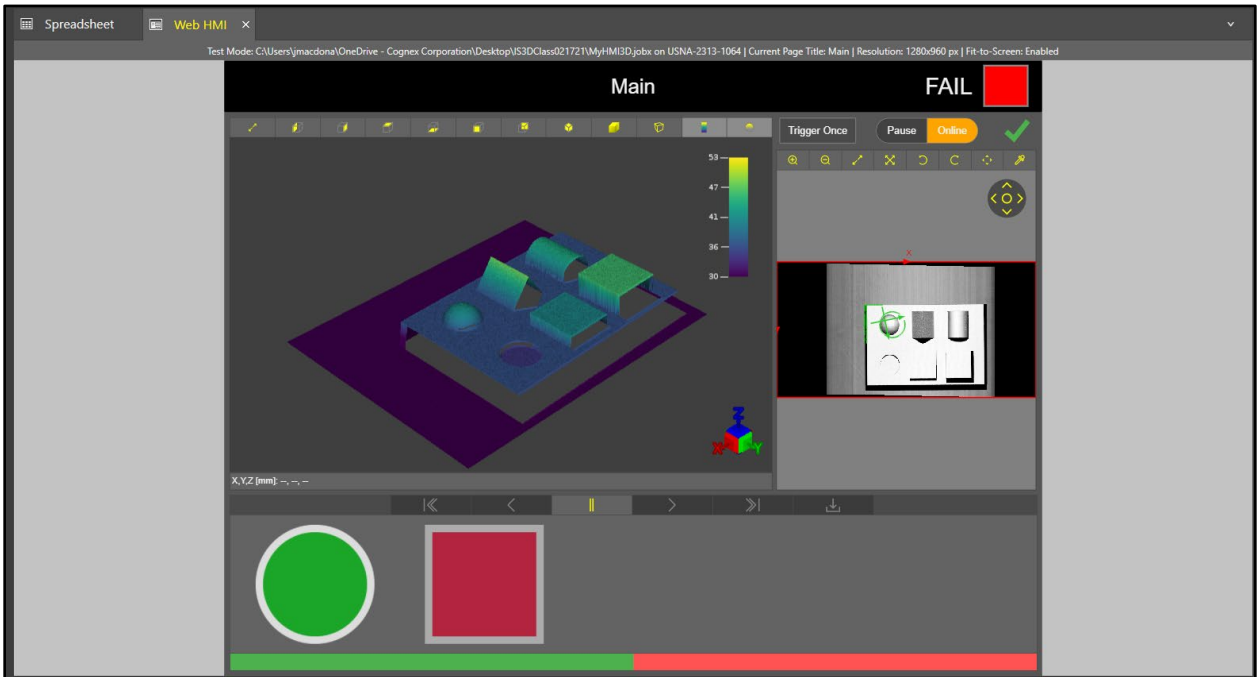 Spreadsheet
Web HMI ×
Test Mode: C:\Users\jmacdona\OneDrive - Cognex Corporation\Desktop\IS3DClass021721\MyHMI3D.jobx on USNA-2313-1064 | Current Page Title: Main | Resolution: 1280x960 px | Fit-to-Screen: Enabled
Main
FAIL
Trigger Once
Pause
Online
53
47
41
36
30
X
Z
X
Y
X,Y,Z [mm]: --, --, --